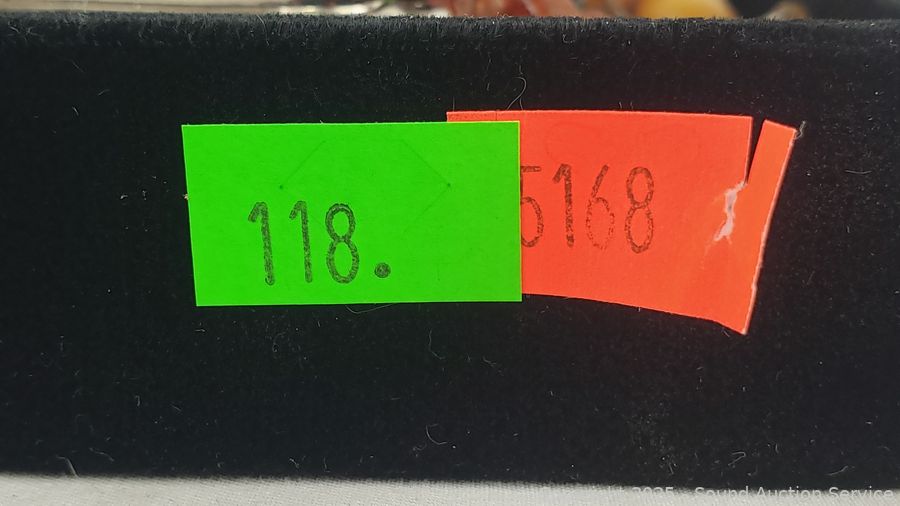 118.
5168
2025 - Sound Auction Service